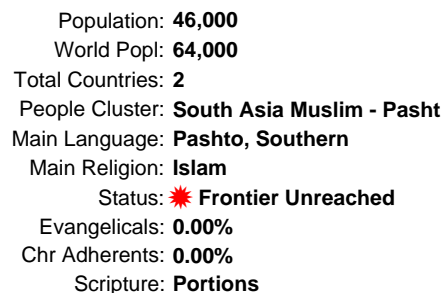 Population: 46,000
World Popl: 64,000
Total Countries: 2
People Cluster: South Asia Muslim - Pasht
Main Language: Pashto, Southern
Main Religion: Islam
Status: Frontier Unreached
Evangelicals: 0.00%
Chr Adherents: 0.00%
Scripture: Portions